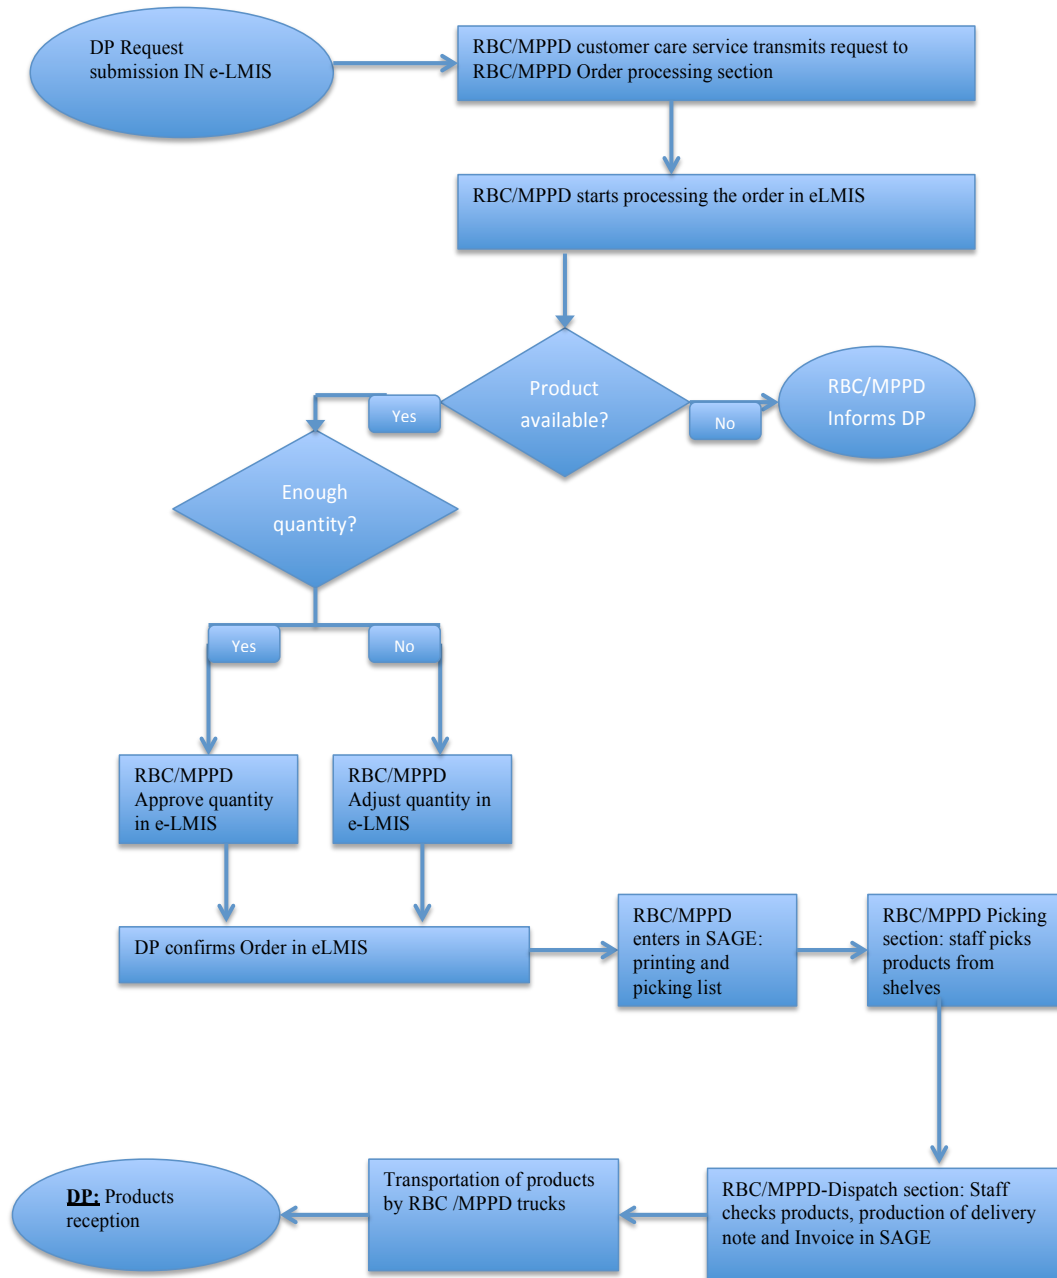 DP Request
submission IN e-LMIS
RBC/MPPD customer care service transmits request to
RBC/MPPD Order processing section
RBC/MPPD starts processing the order in eLMIS
Product
available?
RBC/MPPD
Informs DP
Yes
No
Enough
quantity?
Yes
No
RBC/MPPD
Approve quantity
in e-LMIS
RBC/MPPD
Adjust quantity in
e-LMIS
DP confirms Order in eLMIS
RBC/MPPD
enters in SAGE:
printing and
picking list
RBC/MPPD Picking
section: staff picks
products from
shelves
RBC/MPPD-Dispatch section: Staff
checks products, production of delivery
note and Invoice in SAGE
Transportation of products
by RBC /MPPD trucks
DP: Products
reception